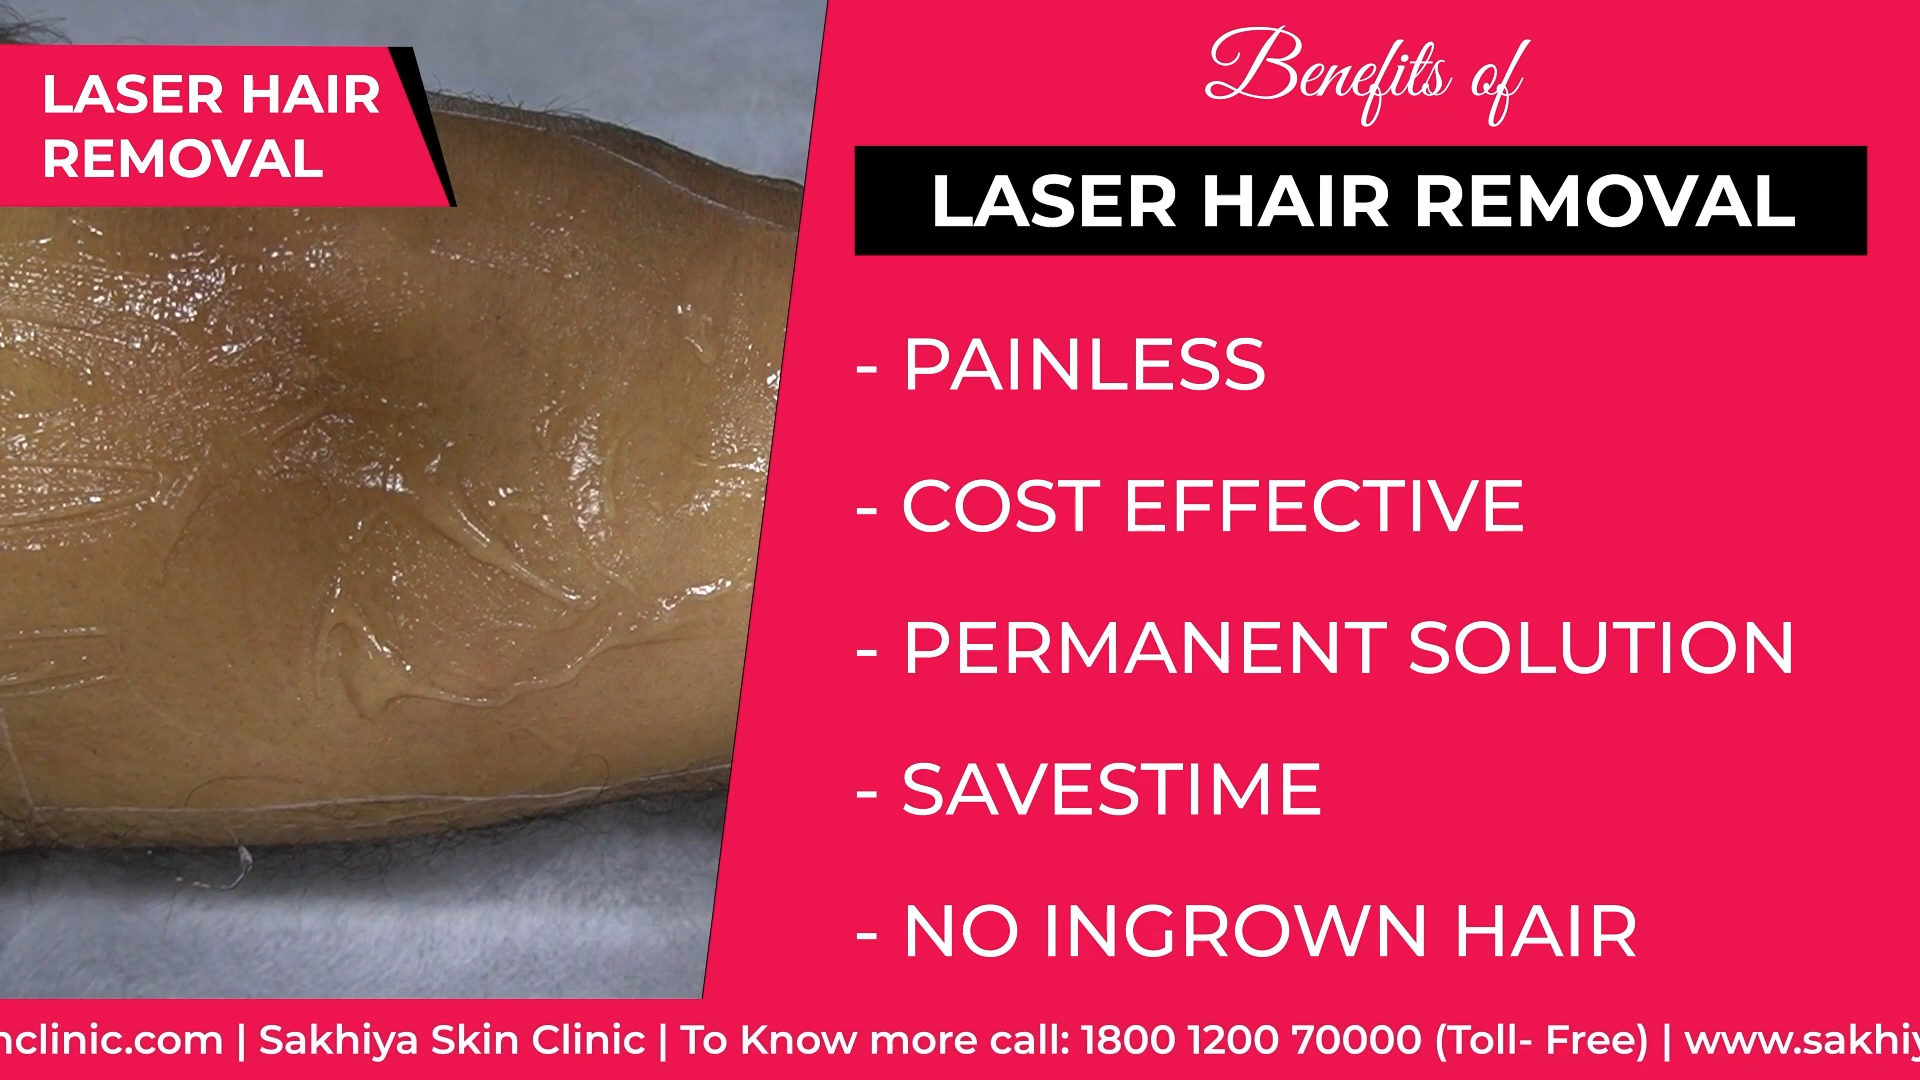 LASER HAIR
REMOVAL
Benefits of
LASER HAIR REMOVAL
- PAINLESS
- COST EFFECTIVE
- PERMANENT SOLUTION
- SAVESTIME
- NO INGROWN HAIR
nclinic.com | Sakhiya Skin Clinic | To Know more call: 1800 1200 70000 (Toll- Free) | www.sakhiy